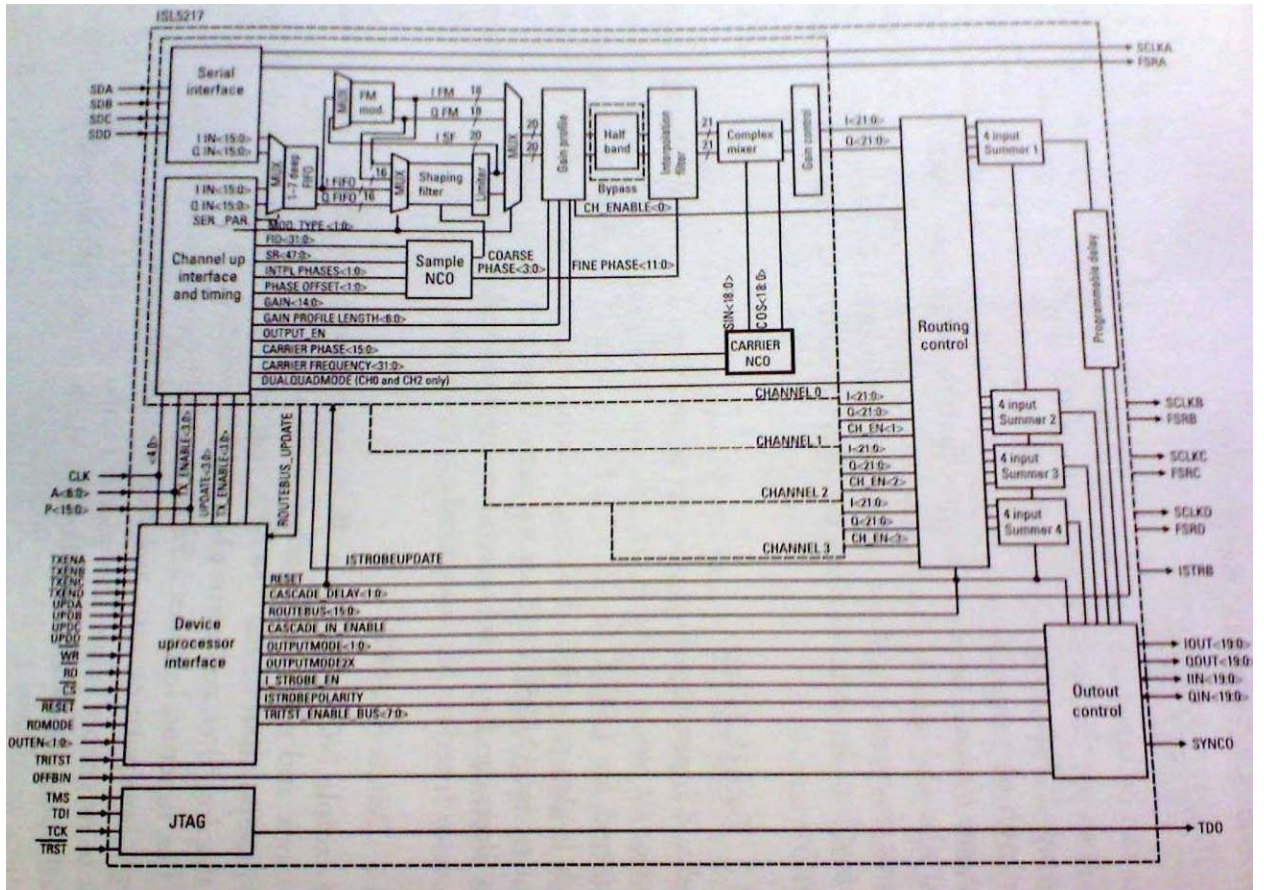 ISL5217
SCLKA
FSRA
Serial
interface
SDA
SDB
SDC
SDD
I IN<15:0>
Q IN<15:0>
MUX
1-7 deep
FIFO
MUX
FM
mod.
I FM
18
Q FM
18
I SF
20
MUX
I FIFO
16
Q FIFO
16
MUX
Shaping
filter
Limiter
20
20
Gain profile
Half
band
Bypass
Interpolation
filter
21
21
Complex
mixer
Gain control
I<21:0>
Q<21:0>
4 input
Summer 1
I IN<15:0>
Q IN<15:0>
SER_PAR
CH_ENABLE<0>
Channel up
interface
and timing
MOD_TYPE<1:0>
FID<31:0>
SR<47:0>
INTPL PHASES<1:0>
PHASE OFFSET<1:0>
GAIN<14:0>
GAIN PROFILE LENGTH<6:0>
OUTPUT_EN
CARRIER PHASE<15:0>
CARRIER FREQUENCY<31:0>
DUALQUADMODE (CH0 and CH2 only)
Sample
NCO
COARSE
PHASE<3:0>
FINE PHASE<11:0>
SIN<18:0>
COS<18:0>
CARRIER
NCO
Routing
control
Programmable delay
CHANNEL 0
CHANNEL 1
CHANNEL 2
CHANNEL 3
I<21:0>
Q<21:0>
CH_EN<1>
I<21:0>
Q<21:0>
CH_EN<2>
I<21:0>
Q<21:0>
CH_EN<3>
4 input
Summer 2
4 input
Summer 3
4 input
Summer 4
SCLKB
FSRB
SCLKC
FSRC
SCLKD
FSRD
ISTRB
<4:0>
TX_ENABLE<3:0>
UPDATE<3:0>
TX_ENABLE<3:0>
ROUTEBUS_UPDATE
ISTROBEUPDATE
CLK
A<6:0>
P<15:0>
TXENA
TXENB
TXENC
TXEND
UPDA
UPDB
UPDC
UPDD
WR
RD
CS
RESET
RDMODE
OUTEN<1:0>
TRITST
OFFBIN
Device
uprocessor
interface
RESET
CASCADE_DELAY<1:0>
ROUTEBUS<15:0>
CASCADE_IN_ENABLE
OUTPUTMODE<1:0>
OUTPUTMODE2X
I_STROBE_EN
ISTROBEPOLARITY
TRITST_ENABLE_BUS<7:0>
Outout
control
IOUT<19:0>
QOUT<19:0>
IIN<19:0>
QIN<19:0>
SYNCO
TMS
TDI
TCK
TRST
JTAG
TDO